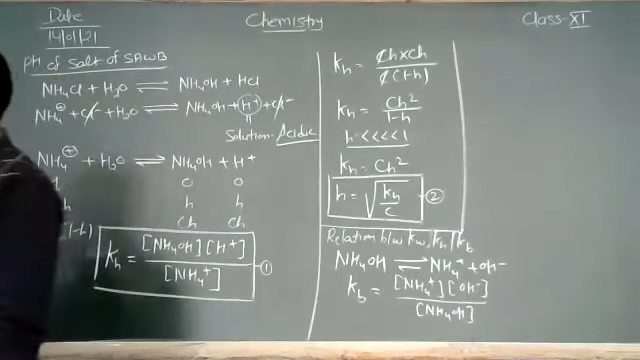 Date
14/01/21
Chemistry
Class-XI
PH of Salt of SAWB
NH₄Cl + H₂O ⇌ NH₄OH + HCl
NH₄⁺ + Cl⁻ + H₂O ⇌ NH₄OH + H⁺ + Cl⁻
Solution-Acidic
NH₄⁺ + H₂O ⇌ NH₄OH + H⁺
0 0
h h h
(1-h) Ch Ch
Kh = [NH₄OH][H⁺] / [NH₄⁺] ①
Kh = Ch×Ch / C(1-h)
Kh = Ch² / 1-h
h <<<< 1
Kh = Ch²
h = √Kh/C ②
Relation b/w Kw, Kh, Kb
NH₄OH ⇌ NH₄⁺ + OH⁻
Kb = [NH₄⁺][OH⁻] / [NH₄OH]